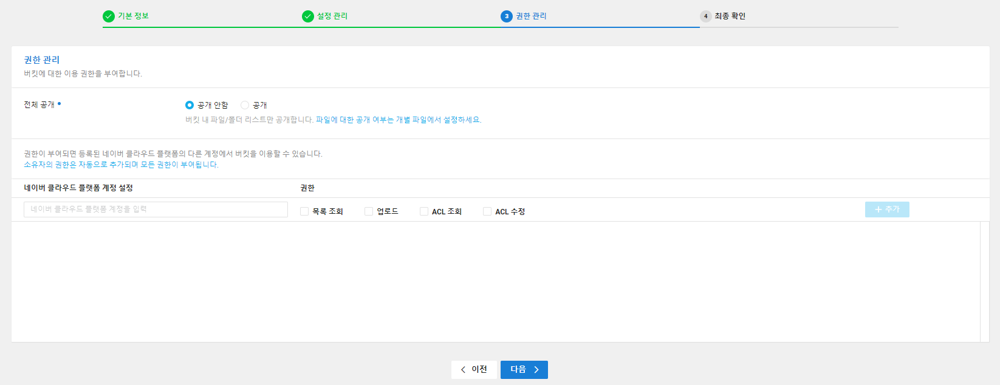 기본 정보
설정 관리
3 권한 관리
4 최종 확인
권한 관리
버킷에 대한 이용 권한을 부여합니다.
전체 공개
공개 안함 공개
버킷 내 파일/폴더 리스트만 공개합니다. 파일에 대한 공개 여부는 개별 파일에서 설정하세요.
권한이 부여되면 등록된 네이버 클라우드 플랫폼의 다른 계정에서 버킷을 이용할 수 있습니다.
소유자의 권한은 자동으로 추가되며 모든 권한이 부여됩니다.
네이버 클라우드 플랫폼 계정 설정 권한
네이버 클라우드 플랫폼 계정을 입력 목록 조회 업로드 ACL 조회 ACL 수정 + 추가
이전 다음